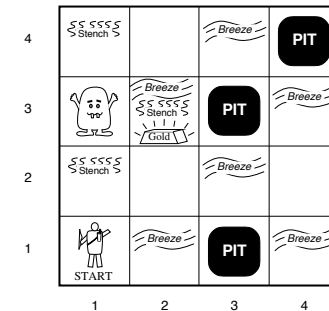 4
Stench
Breeze
PIT
3
Breeze
Stench
Gold
PIT
Breeze
2
Stench
Breeze
1
START
Breeze
PIT
Breeze
1 2 3 4